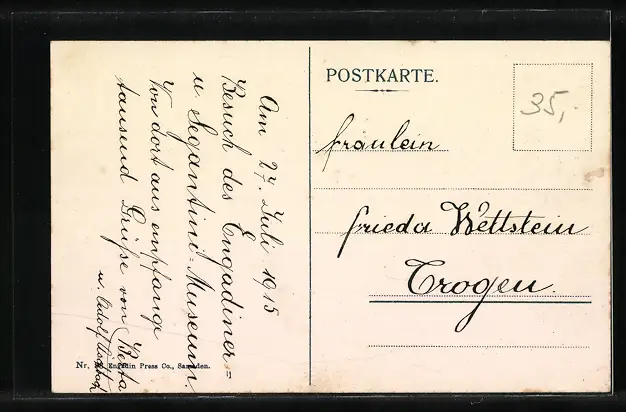 Am 27. Juli 1915
Besuch des Engadiner=
u Segantini-Museum
Von dort aus empfange
tausend Grüsse von Berta
u. Adolf
Nr. Engadin Press Co., Samaden.
POSTKARTE.
35,-
Fräulein
Frieda Wettstein
Trogen.